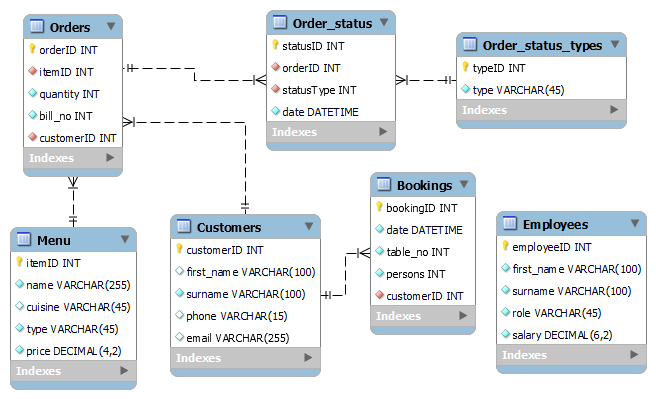 Orders
orderID INT
itemID INT
quantity INT
bill_no INT
customerID INT
Indexes
Order_status
statusID INT
orderID INT
statusType INT
date DATETIME
Indexes
Order_status_types
typeID INT
type VARCHAR(45)
Indexes
Menu
itemID INT
name VARCHAR(255)
cuisine VARCHAR(45)
type VARCHAR(45)
price DECIMAL(4,2)
Indexes
Customers
customerID INT
first_name VARCHAR(100)
surname VARCHAR(100)
phone VARCHAR(15)
email VARCHAR(255)
Indexes
Bookings
bookingID INT
date DATETIME
table_no INT
persons INT
customerID INT
Indexes
Employees
employeeID INT
first_name VARCHAR(100)
surname VARCHAR(100)
role VARCHAR(45)
salary DECIMAL(6,2)
Indexes